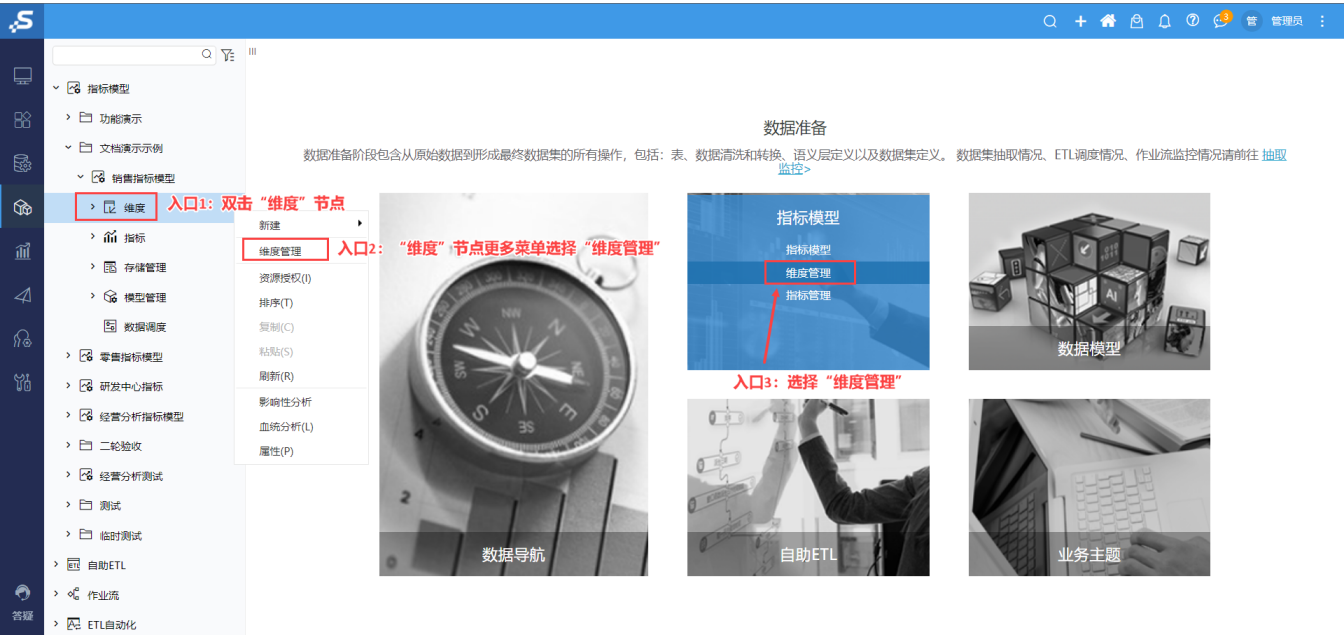 3
管
管理员
指标模型
功能演示
文档演示示例
销售指标模型
维度
指标
存储管理
模型管理
数据调度
零售指标模型
研发中心指标
经营分析指标模型
二轮验收
经营分析测试
测试
临时测试
自助ETL
作业流
ETL自动化
答疑
入口1：双击“维度”节点
新建
维度管理
资源授权(I)
排序(T)
复制(C)
粘贴(S)
刷新(R)
影响性分析
血统分析(L)
属性(P)
入口2：“维度”节点更多菜单选择“维度管理”
数据准备
数据准备阶段包含从原始数据到形成最终数据集的所有操作，包括：表、数据清洗和转换、语义层定义以及数据集定义。 数据集抽取情况、ETL调度情况、作业流监控情况请前往 抽取
监控>
数据导航
指标模型
指标模型
维度管理
指标管理
入口3：选择“维度管理”
数据模型
自助ETL
业务主题